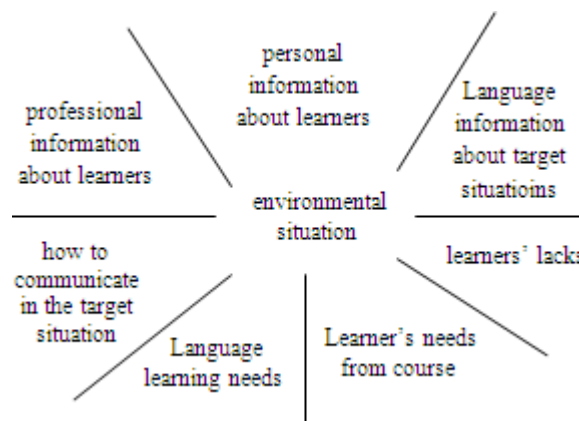 personal
information
about learners
professional
information
about learners
Language
information
about target
situatioins
environmental
situation
how to
communicate
in the target
situation
learners' lacks
Language
learning needs
Learner's needs
from course